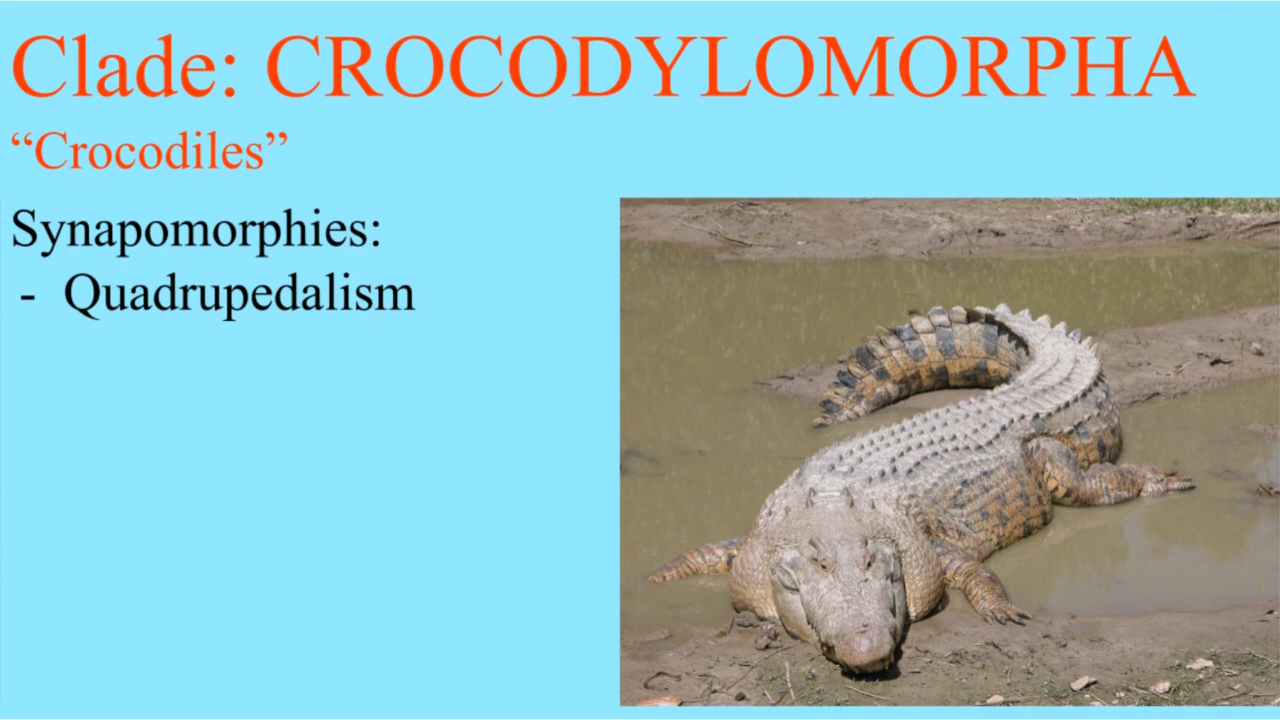 Clade: CROCODYLOMORPHA
“Crocodiles”
Synapomorphies:
- Quadrupedalism